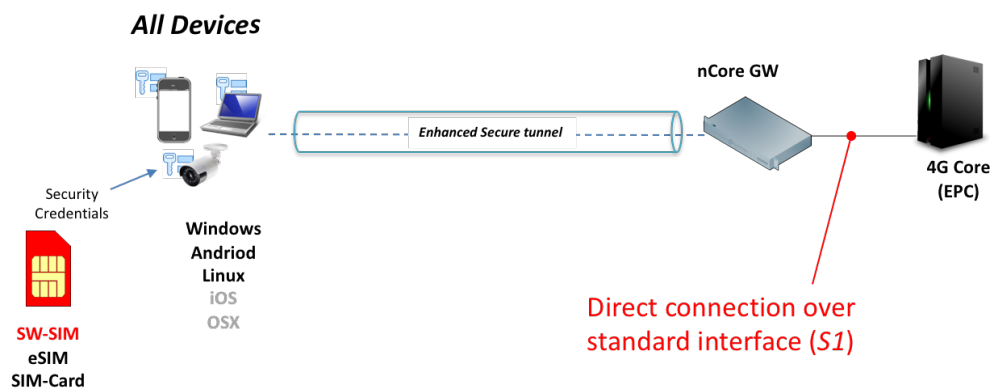 All Devices
nCore GW
Enhanced Secure tunnel
4G Core
(EPC)
Security
Credentials
Windows
Andriod
Linux
iOS
OSX
SW-SIM
eSIM
SIM-Card
Direct connection over
standard interface (S1)